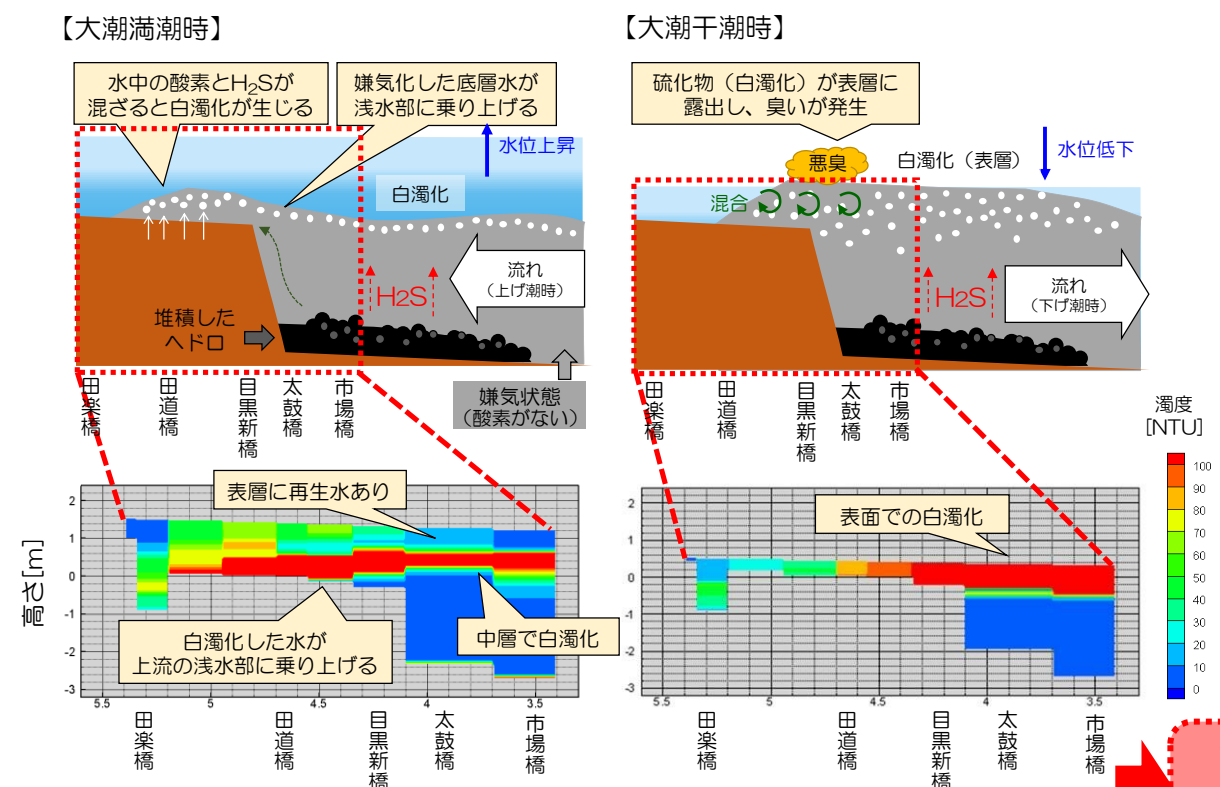 【大潮満潮時】
水中の酸素とH2Sが
混ざると白濁化が生じる
嫌気化した底層水が
浅水部に乗り上げる
水位上昇
白濁化
流れ
（上げ潮時）
H2S
堆積した
ヘドロ
嫌気状態
（酸素がない）
田楽橋
田道橋
目黒新橋
太鼓橋
市場橋
【大潮干潮時】
硫化物（白濁化）が表層に
露出し、臭いが発生
悪臭
白濁化（表層）
水位低下
混合
H2S
流れ
（下げ潮時）
田楽橋
田道橋
目黒新橋
太鼓橋
市場橋
濁度
[NTU]
100
90
80
70
60
50
40
30
20
10
0
高さ[m]
2
1
0
-1
-2
-3
表層に再生水あり
白濁化した水が
上流の浅水部に乗り上げる
中層で白濁化
5.5
5
4.5
4
3.5
田楽橋
田道橋
目黒新橋
太鼓橋
市場橋
2
1
0
-1
-2
-3
表面での白濁化
5.5
5
4.5
4
3.5
田楽橋
田道橋
目黒新橋
太鼓橋
市場橋